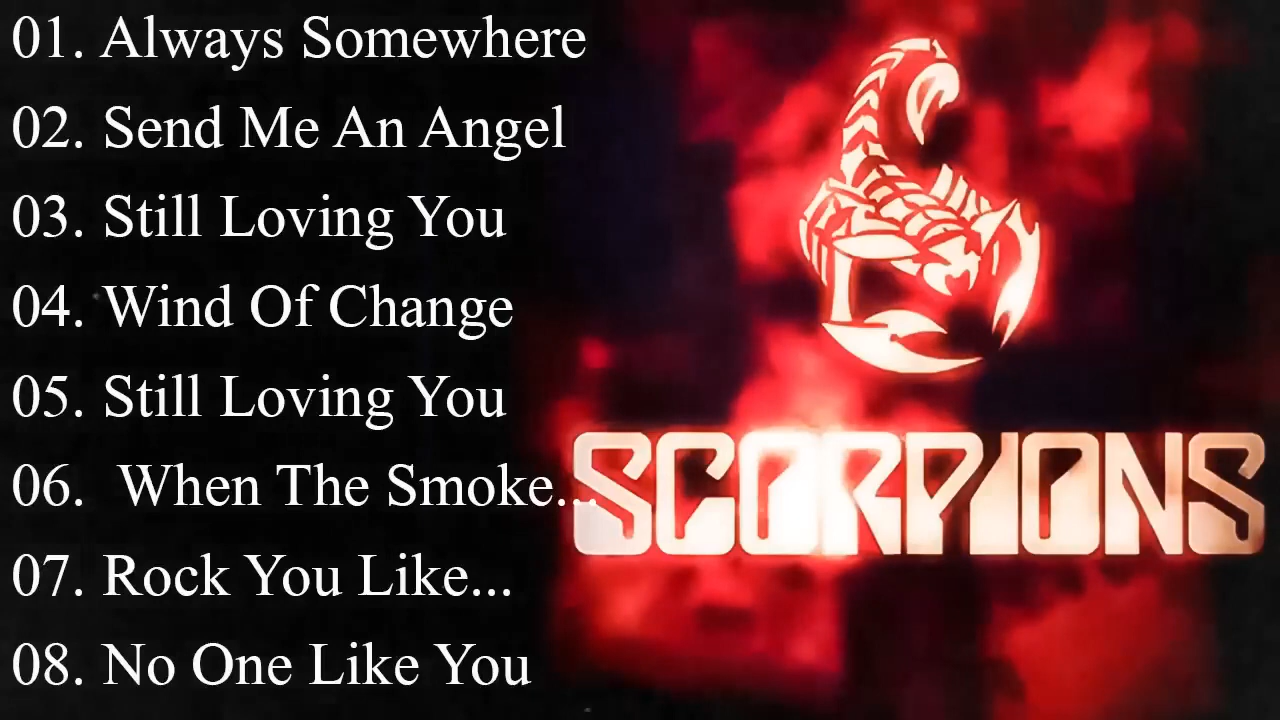 01. Always Somewhere
02. Send Me An Angel
03. Still Loving You
04. Wind Of Change
05. Still Loving You
06.  When The Smoke...
07. Rock You Like...
08. No One Like You
SCORPIONS